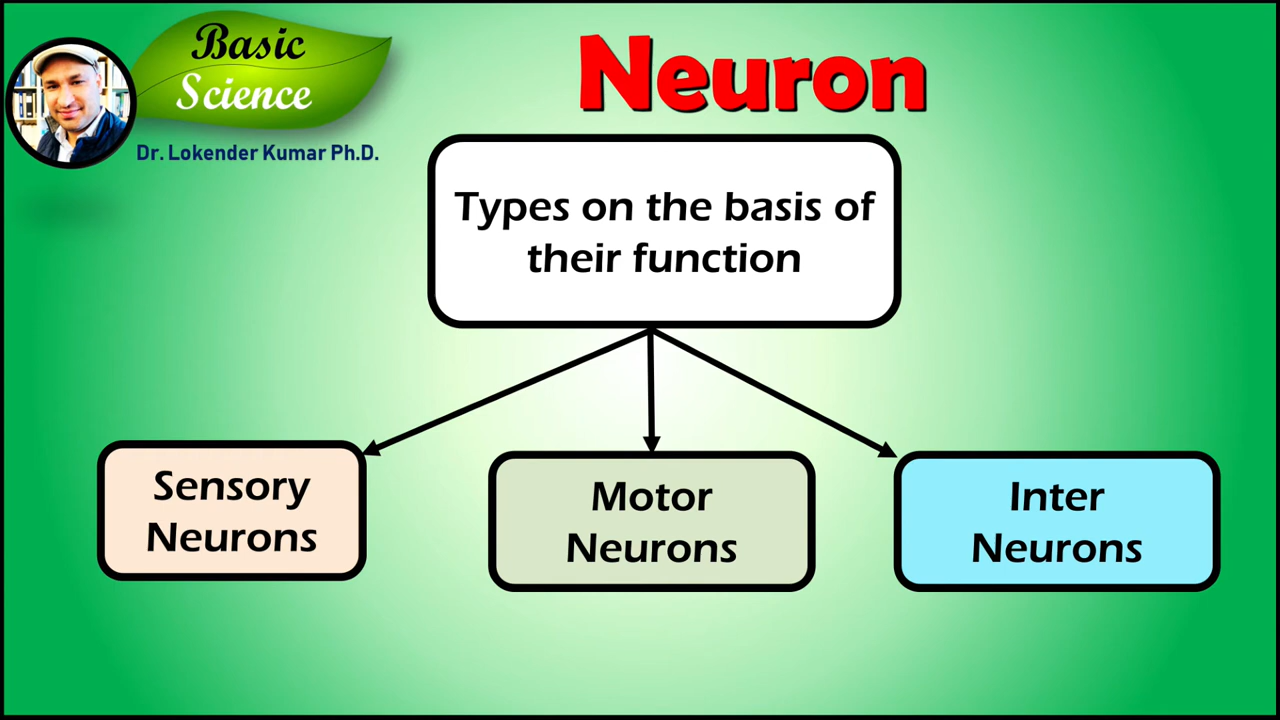 Basic
Science
Dr. Lokender Kumar Ph.D.
Neuron
Types on the basis of
their function
Sensory
Neurons
Motor
Neurons
Inter
Neurons